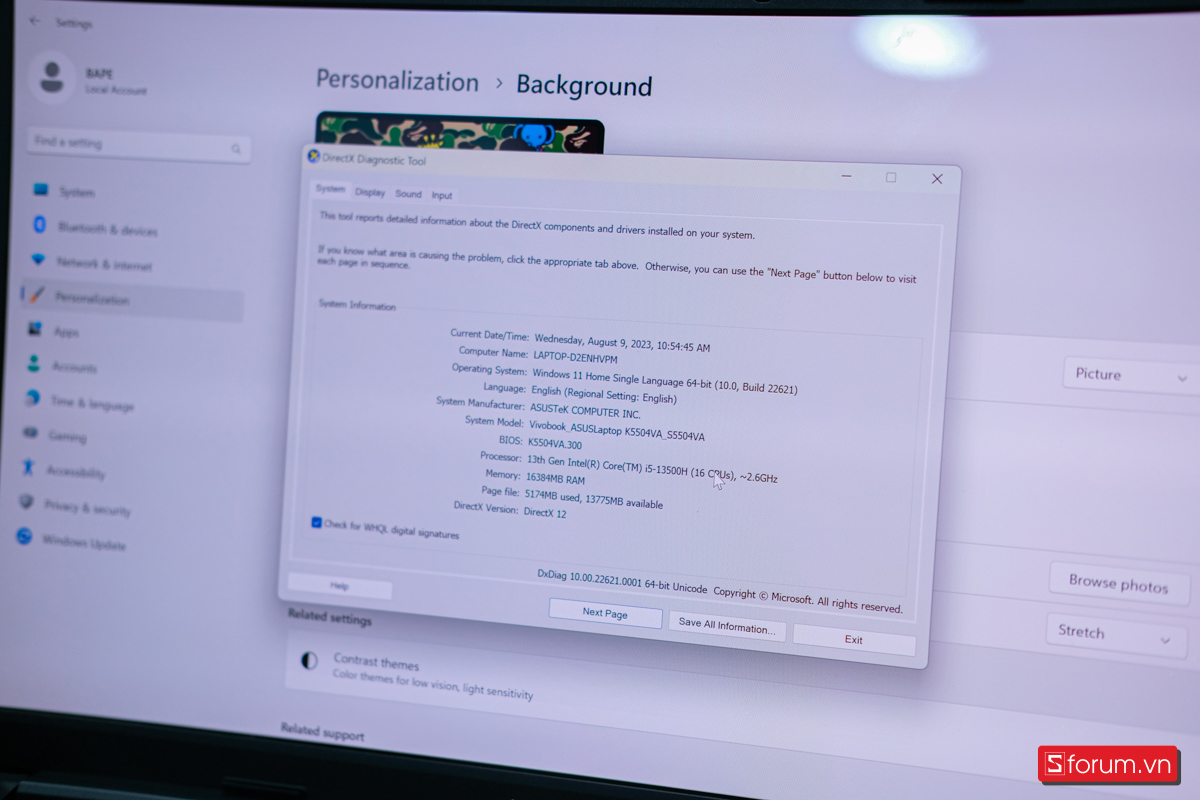 Settings
BAPE
Local Account
Find a setting
System
Bluetooth & devices
Network & internet
Personalization
Apps
Accounts
Time & language
Gaming
Accessibility
Privacy & security
Windows Update
Personalization > Background
DirectX Diagnostic Tool
System Display Sound Input
This tool reports detailed information about the DirectX components and drivers installed on your system.
If you know what area is causing the problem, click the appropriate tab above. Otherwise, you can use the "Next Page" button below to visit
each page in sequence.
System Information
Current Date/Time: Wednesday, August 9, 2023, 10:54:45 AM
Computer Name: LAPTOP-D2ENHVPM
Operating System: Windows 11 Home Single Language 64-bit (10.0, Build 22621)
Language: English (Regional Setting: English)
System Manufacturer: ASUSTeK COMPUTER INC.
System Model: Vivobook_ASUSLaptop K5504VA_S5504VA
BIOS: K5504VA.300
Processor: 13th Gen Intel(R) Core(TM) i5-13500H (16 CPUs), ~2.6GHz
Memory: 16384MB RAM
Page file: 5174MB used, 13775MB available
DirectX Version: DirectX 12
Check for WHQL digital signatures
DxDiag 10.00.22621.0001 64-bit Unicode Copyright © Microsoft. All rights reserved.
Help
Next Page
Save All Information...
Exit
Picture
Browse photos
Stretch
Related settings
Contrast themes
Color themes for low vision, light sensitivity
Related support
Sforum.vn